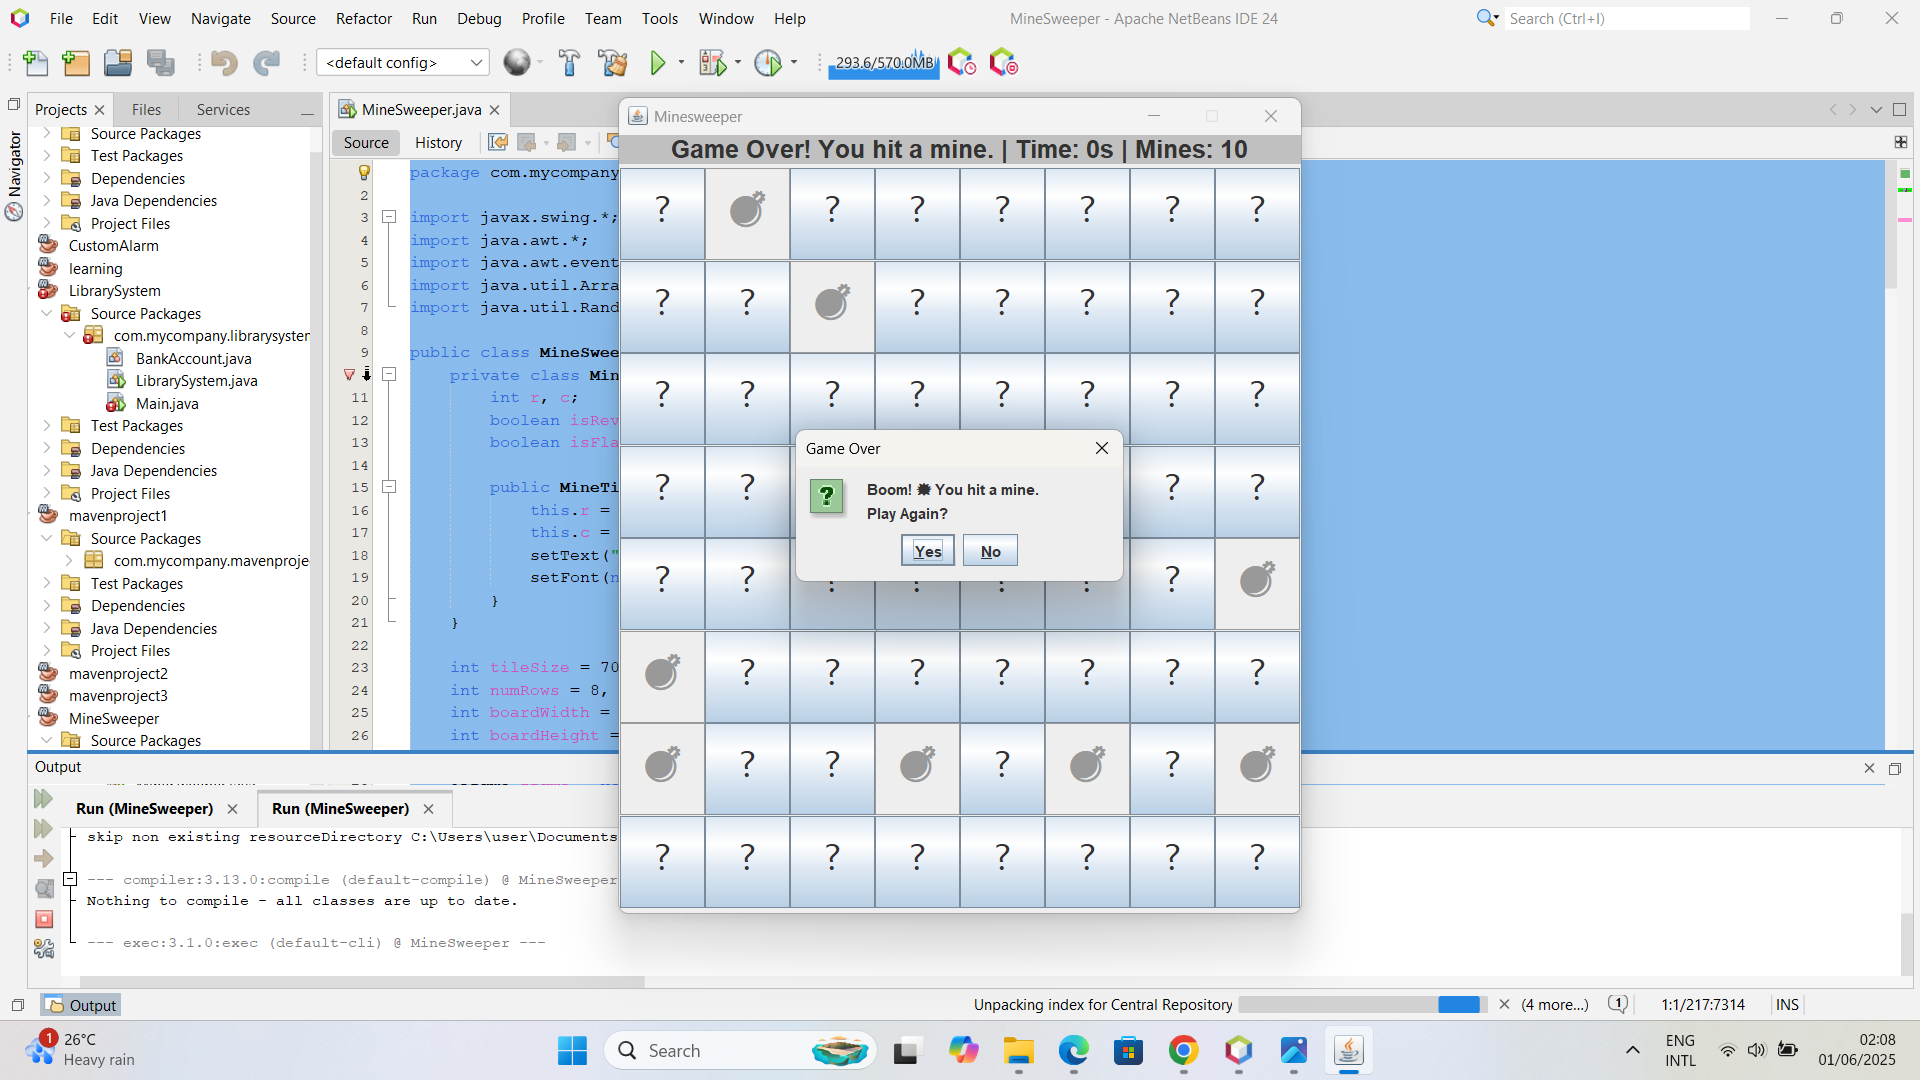 File Edit View Navigate Source Refactor Run Debug Profile Team Tools Window Help
MineSweeper - Apache NetBeans IDE 24
Search (Ctrl+I)
<default config>
293.6/570.0MB
Projects
Files
Services
Navigator
Source Packages
Test Packages
Dependencies
Java Dependencies
Project Files
CustomAlarm
learning
LibrarySystem
Source Packages
com.mycompany.librarysyster
BankAccount.java
LibrarySystem.java
Main.java
Test Packages
Dependencies
Java Dependencies
Project Files
mavenproject1
Source Packages
com.mycompany.mavenproje
Test Packages
Dependencies
Java Dependencies
Project Files
mavenproject2
mavenproject3
MineSweeper
Source Packages
MineSweeper.java
Source History
package com.mycompany
2
3 import javax.swing.*;
4 import java.awt.*;
5 import java.awt.event
6 import java.util.Arra
7 import java.util.Rand
8
9 public class MineSwee
private class Min
11 int r, c;
12 boolean isRev
13 boolean isFla
14
15 public MineTi
16 this.r =
17 this.c =
18 setText("
19 setFont(n
20 }
21 }
22
23 int tileSize = 70
24 int numRows = 8,
25 int boardWidth =
26 int boardHeight =
Minesweeper
Game Over! You hit a mine. | Time: 0s | Mines: 10
? ? ? ? ? ? ?
? ? ? ? ? ? ?
? ? ? ? ? ? ? ?
? ? ? ?
? ? ?
? ? ? ? ? ? ?
? ? ? ?
? ? ? ? ? ? ? ?
Game Over
?
Boom! You hit a mine.
Play Again?
Yes No
Output
Run (MineSweeper)
Run (MineSweeper)
skip non existing resourceDirectory C:\Users\user\Documents
--- compiler:3.13.0:compile (default-compile) @ MineSweeper
Nothing to compile - all classes are up to date.
--- exec:3.1.0:exec (default-cli) @ MineSweeper ---
Output
Unpacking index for Central Repository
(4 more...)
1
1:1/217:7314
INS
1
26°C
Heavy rain
Search
ENG
INTL
02:08
01/06/2025